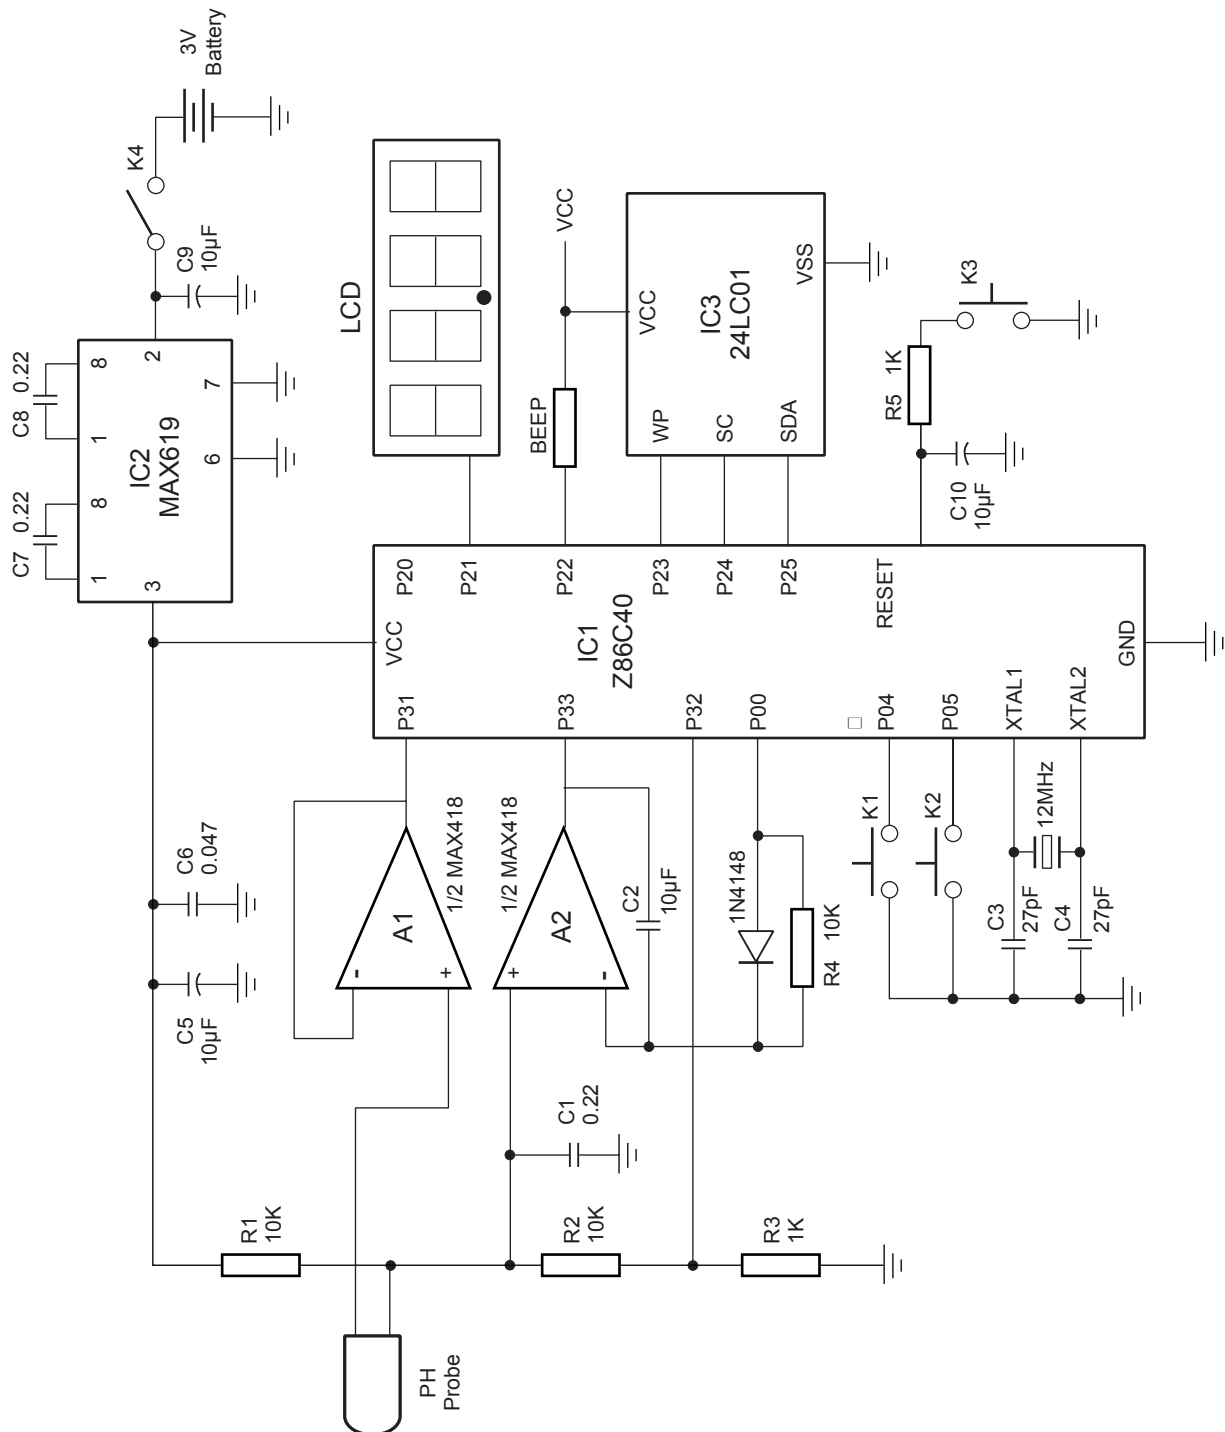 3V
Battery
K4
C9
10µF
C8 0.22
1
8
C7 0.22
1
8
2
IC2
MAX619
3
6
7
LCD
VCC
BEEP
VCC
IC3
24LC01
WP
SC
SDA
VSS
K3
R5 1K
C10
10µF
P20
P21
P22
P23
P24
P25
RESET
VCC
IC1
Z86C40
GND
P31
P33
P32
P00
P04
P05
XTAL1
XTAL2
C6
0.047
C5
10µF
A1
-
+
1/2 MAX418
1/2 MAX418
A2
+
-
C2
10µF
1N4148
R4 10K
K1
K2
12MHz
C3
27pF
C4
27pF
C1
0.22
R1
10K
R2
10K
R3
1K
PH
Probe